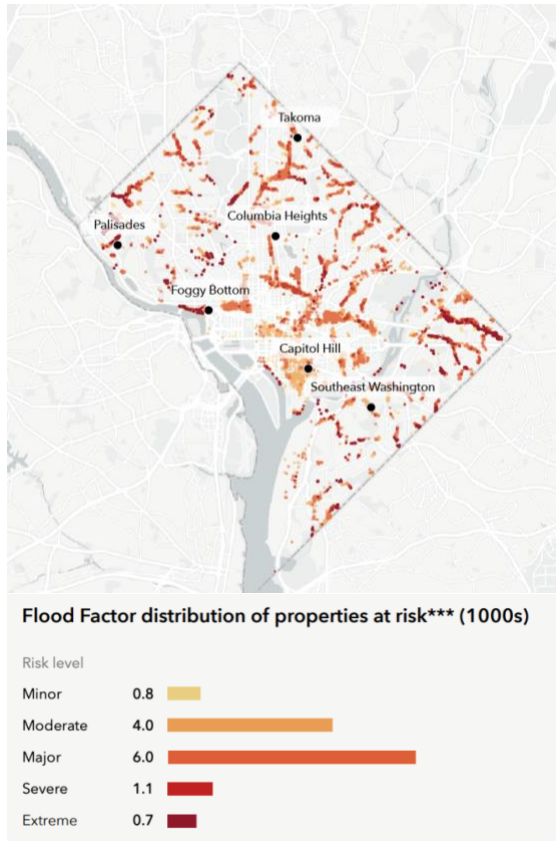 Takoma
Columbia Heights
Palisades
Foggy Bottom
Capitol Hill
Southeast Washington
Flood Factor distribution of properties at risk*** (1000s)
Risk level
Minor 0.8
Moderate 4.0
Major 6.0
Severe 1.1
Extreme 0.7